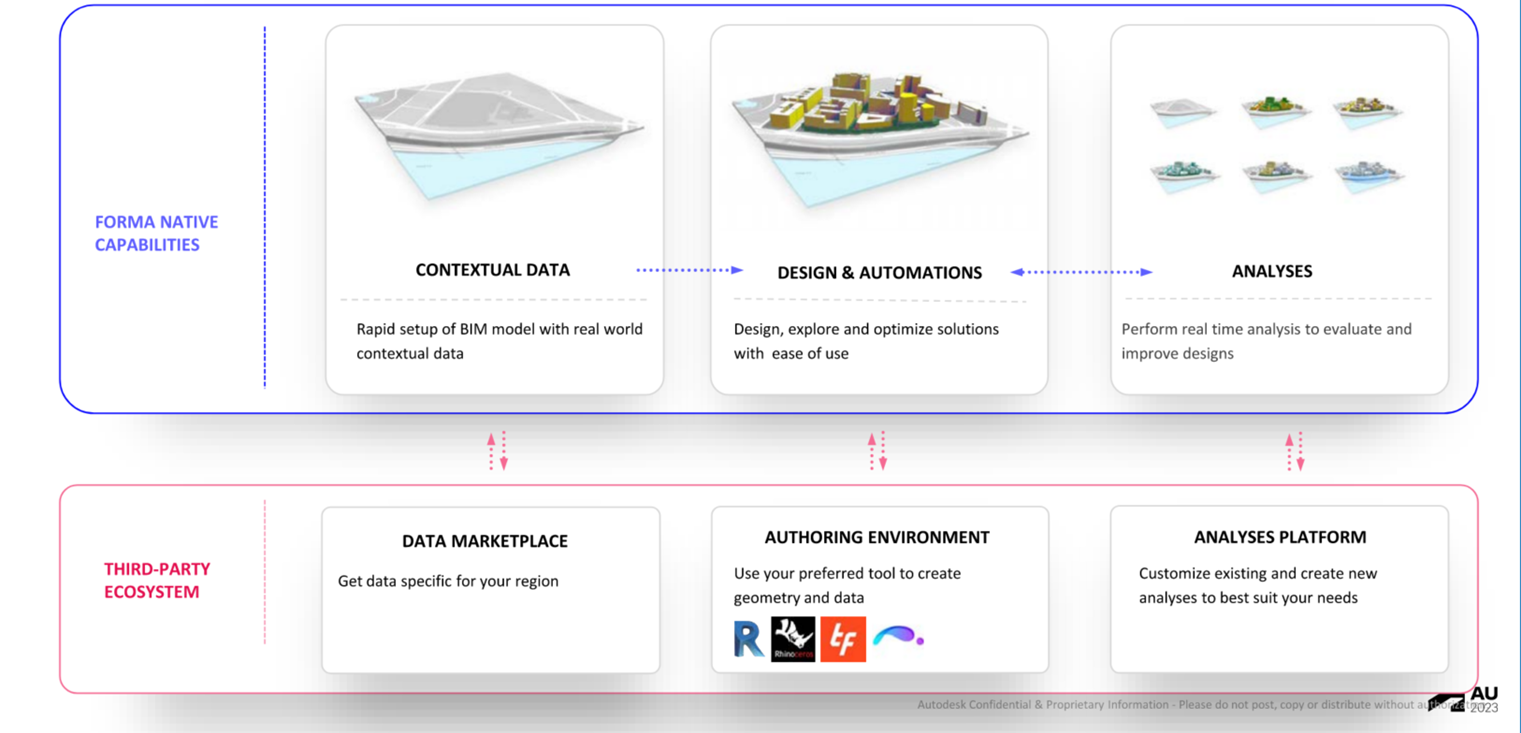 FORMA NATIVE
CAPABILITIES
CONTEXTUAL DATA
Rapid setup of BIM model with real world
contextual data
DESIGN & AUTOMATIONS
Design, explore and optimize solutions
with  ease of use
ANALYSES
Perform real time analysis to evaluate and
improve designs
THIRD-PARTY
ECOSYSTEM
DATA MARKETPLACE
Get data specific for your region
AUTHORING ENVIRONMENT
Use your preferred tool to create
geometry and data
R
Rhinoceros
tF
ANALYSES PLATFORM
Customize existing and create new
analyses to best suit your needs
Autodesk Confidential & Proprietary Information - Please do not post, copy or distribute without authorization
AU
2023